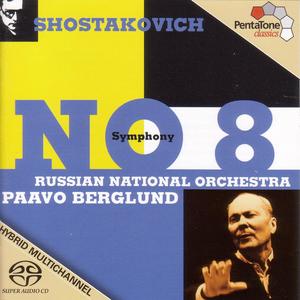 SHOSTAKOVICH
PENTATONE
classics
NO 8
Symphony
RUSSIAN NATIONAL ORCHESTRA
PAAVO BERGLUND
HYBRID MULTICHANNEL
SUPER AUDIO CD